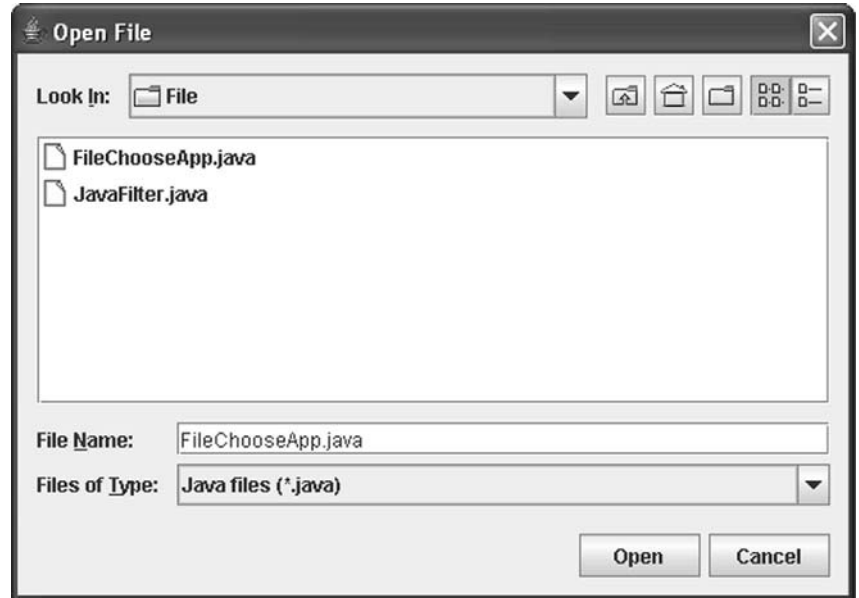 Open File
Look In: File
FileChooseApp.java
JavaFilter.java
File Name: FileChooseApp.java
Files of Type: Java files (*.java)
Open Cancel